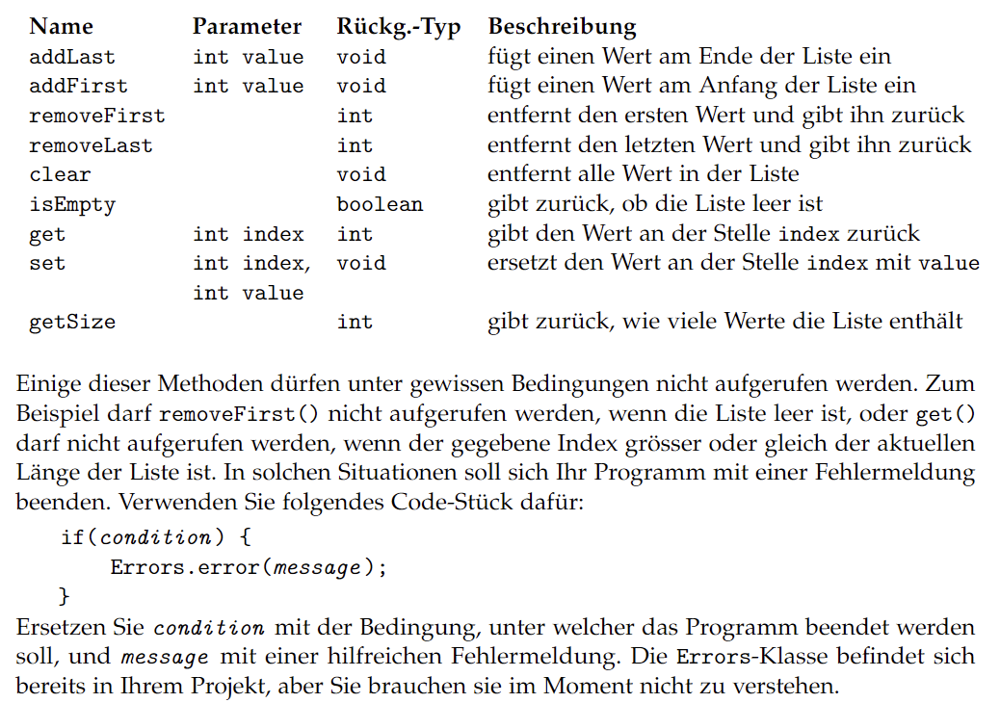 Name Parameter Rückg.-Typ Beschreibung
addLast int value void fügt einen Wert am Ende der Liste ein
addFirst int value void fügt einen Wert am Anfang der Liste ein
removeFirst int entfernt den ersten Wert und gibt ihn zurück
removeLast int entfernt den letzten Wert und gibt ihn zurück
clear void entfernt alle Wert in der Liste
isEmpty boolean gibt zurück, ob die Liste leer ist
get int index int gibt den Wert an der Stelle index zurück
set int index, void ersetzt den Wert an der Stelle index mit value
int value
getSize int gibt zurück, wie viele Werte die Liste enthält
Einige dieser Methoden dürfen unter gewissen Bedingungen nicht aufgerufen werden. Zum
Beispiel darf removeFirst() nicht aufgerufen werden, wenn die Liste leer ist, oder get()
darf nicht aufgerufen werden, wenn der gegebene Index grösser oder gleich der aktuellen
Länge der Liste ist. In solchen Situationen soll sich Ihr Programm mit einer Fehlermeldung
beenden. Verwenden Sie folgendes Code-Stück dafür:
if(condition) {
Errors.error(message);
}
Ersetzen Sie condition mit der Bedingung, unter welcher das Programm beendet werden
soll, und message mit einer hilfreichen Fehlermeldung. Die Errors-Klasse befindet sich
bereits in Ihrem Projekt, aber Sie brauchen sie im Moment nicht zu verstehen.